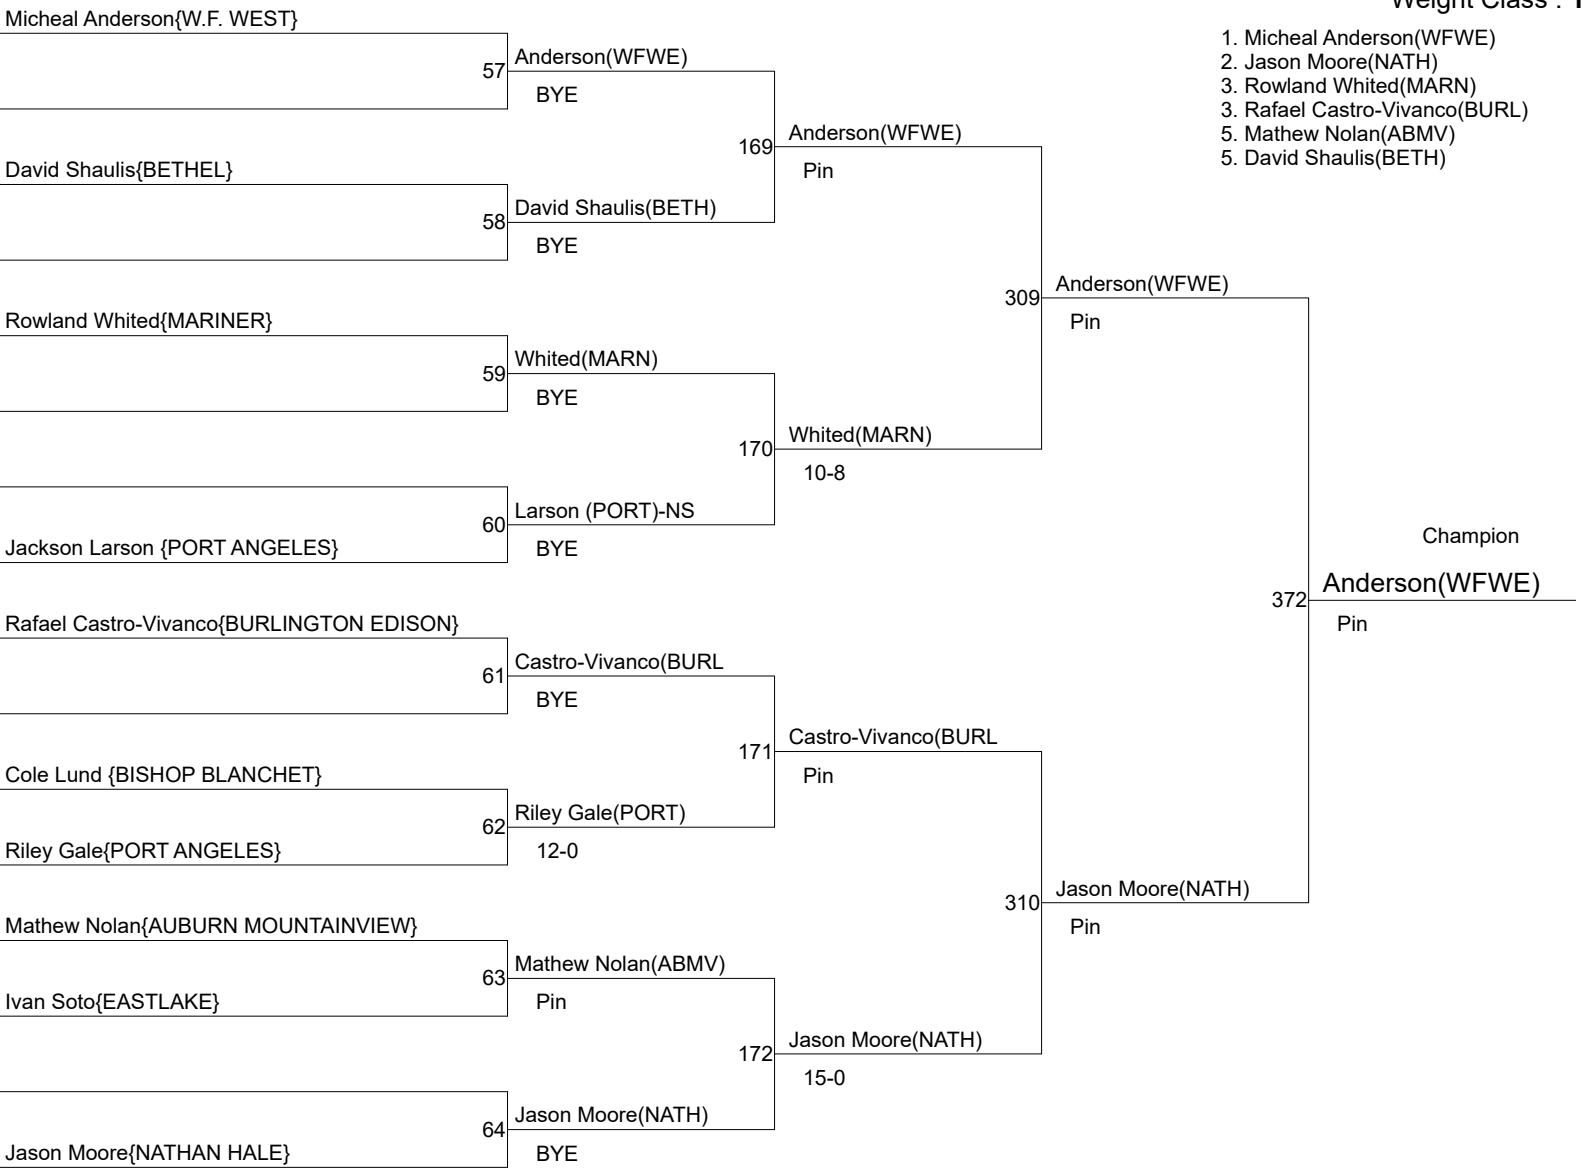 Weight Class :
Micheal Anderson{W.F. WEST}
1. Micheal Anderson(WFWE)
2. Jason Moore(NATH)
3. Rowland Whited(MARN)
3. Rafael Castro-Vivanco(BURL)
5. Mathew Nolan(ABMV)
5. David Shaulis(BETH)
57 Anderson(WFWE)
BYE
169 Anderson(WFWE)
Pin
David Shaulis{BETHEL}
58 David Shaulis(BETH)
BYE
309 Anderson(WFWE)
Pin
Rowland Whited{MARINER}
59 Whited(MARN)
BYE
170 Whited(MARN)
10-8
60 Larson (PORT)-NS
BYE
Jackson Larson {PORT ANGELES}
Champion
372 Anderson(WFWE)
Pin
Rafael Castro-Vivanco{BURLINGTON EDISON}
61 Castro-Vivanco(BURL
BYE
171 Castro-Vivanco(BURL
Pin
Cole Lund {BISHOP BLANCHET}
62 Riley Gale(PORT)
12-0
Riley Gale{PORT ANGELES}
310 Jason Moore(NATH)
Pin
Mathew Nolan{AUBURN MOUNTAINVIEW}
63 Mathew Nolan(ABMV)
Pin
Ivan Soto{EASTLAKE}
172 Jason Moore(NATH)
15-0
64 Jason Moore(NATH)
BYE
Jason Moore{NATHAN HALE}